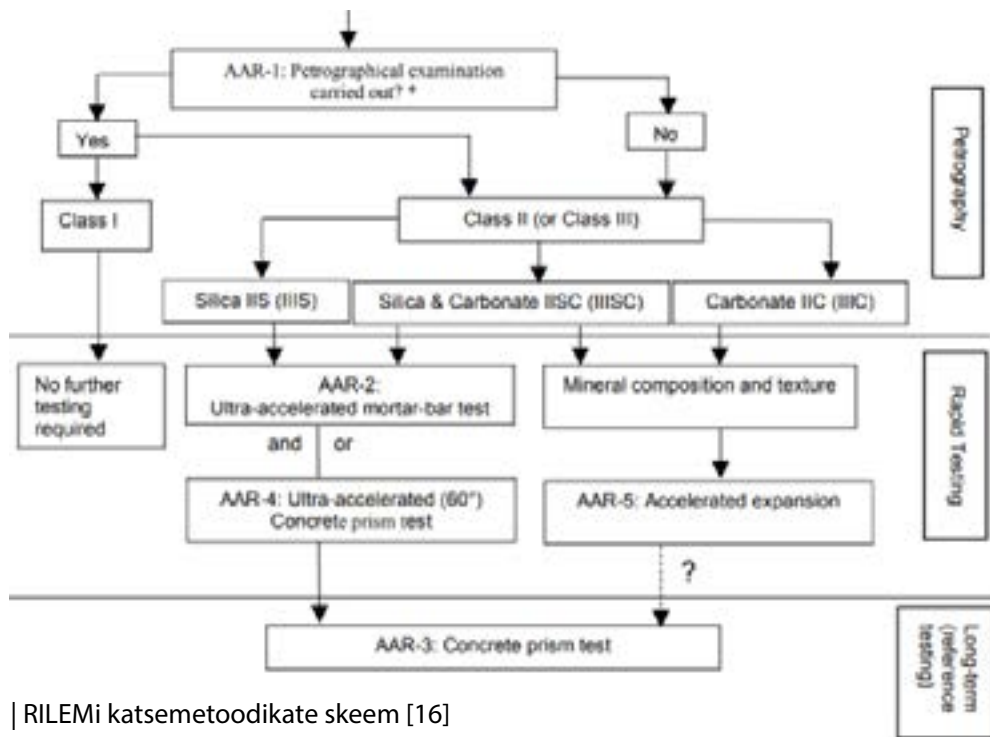 AAR-1: Petrographical examination
carried out? *
Yes
No
Class I
Class II (or Class III)
Silica IIS (IIIS)
Silica & Carbonate IISC (IIISC)
Carbonate IIC (IIIC)
Petrography
No further
testing
required
AAR-2:
Ultra-accelerated mortar-bar test
and or
AAR-4: Ultra-accelerated (60°)
Concrete prism test
Mineral composition and texture
AAR-5: Accelerated expansion
?
Rapid Testing
AAR-3: Concrete prism test
Long-term
(reference
testing)
| RILEMi katsemetoodikate skeem [16]